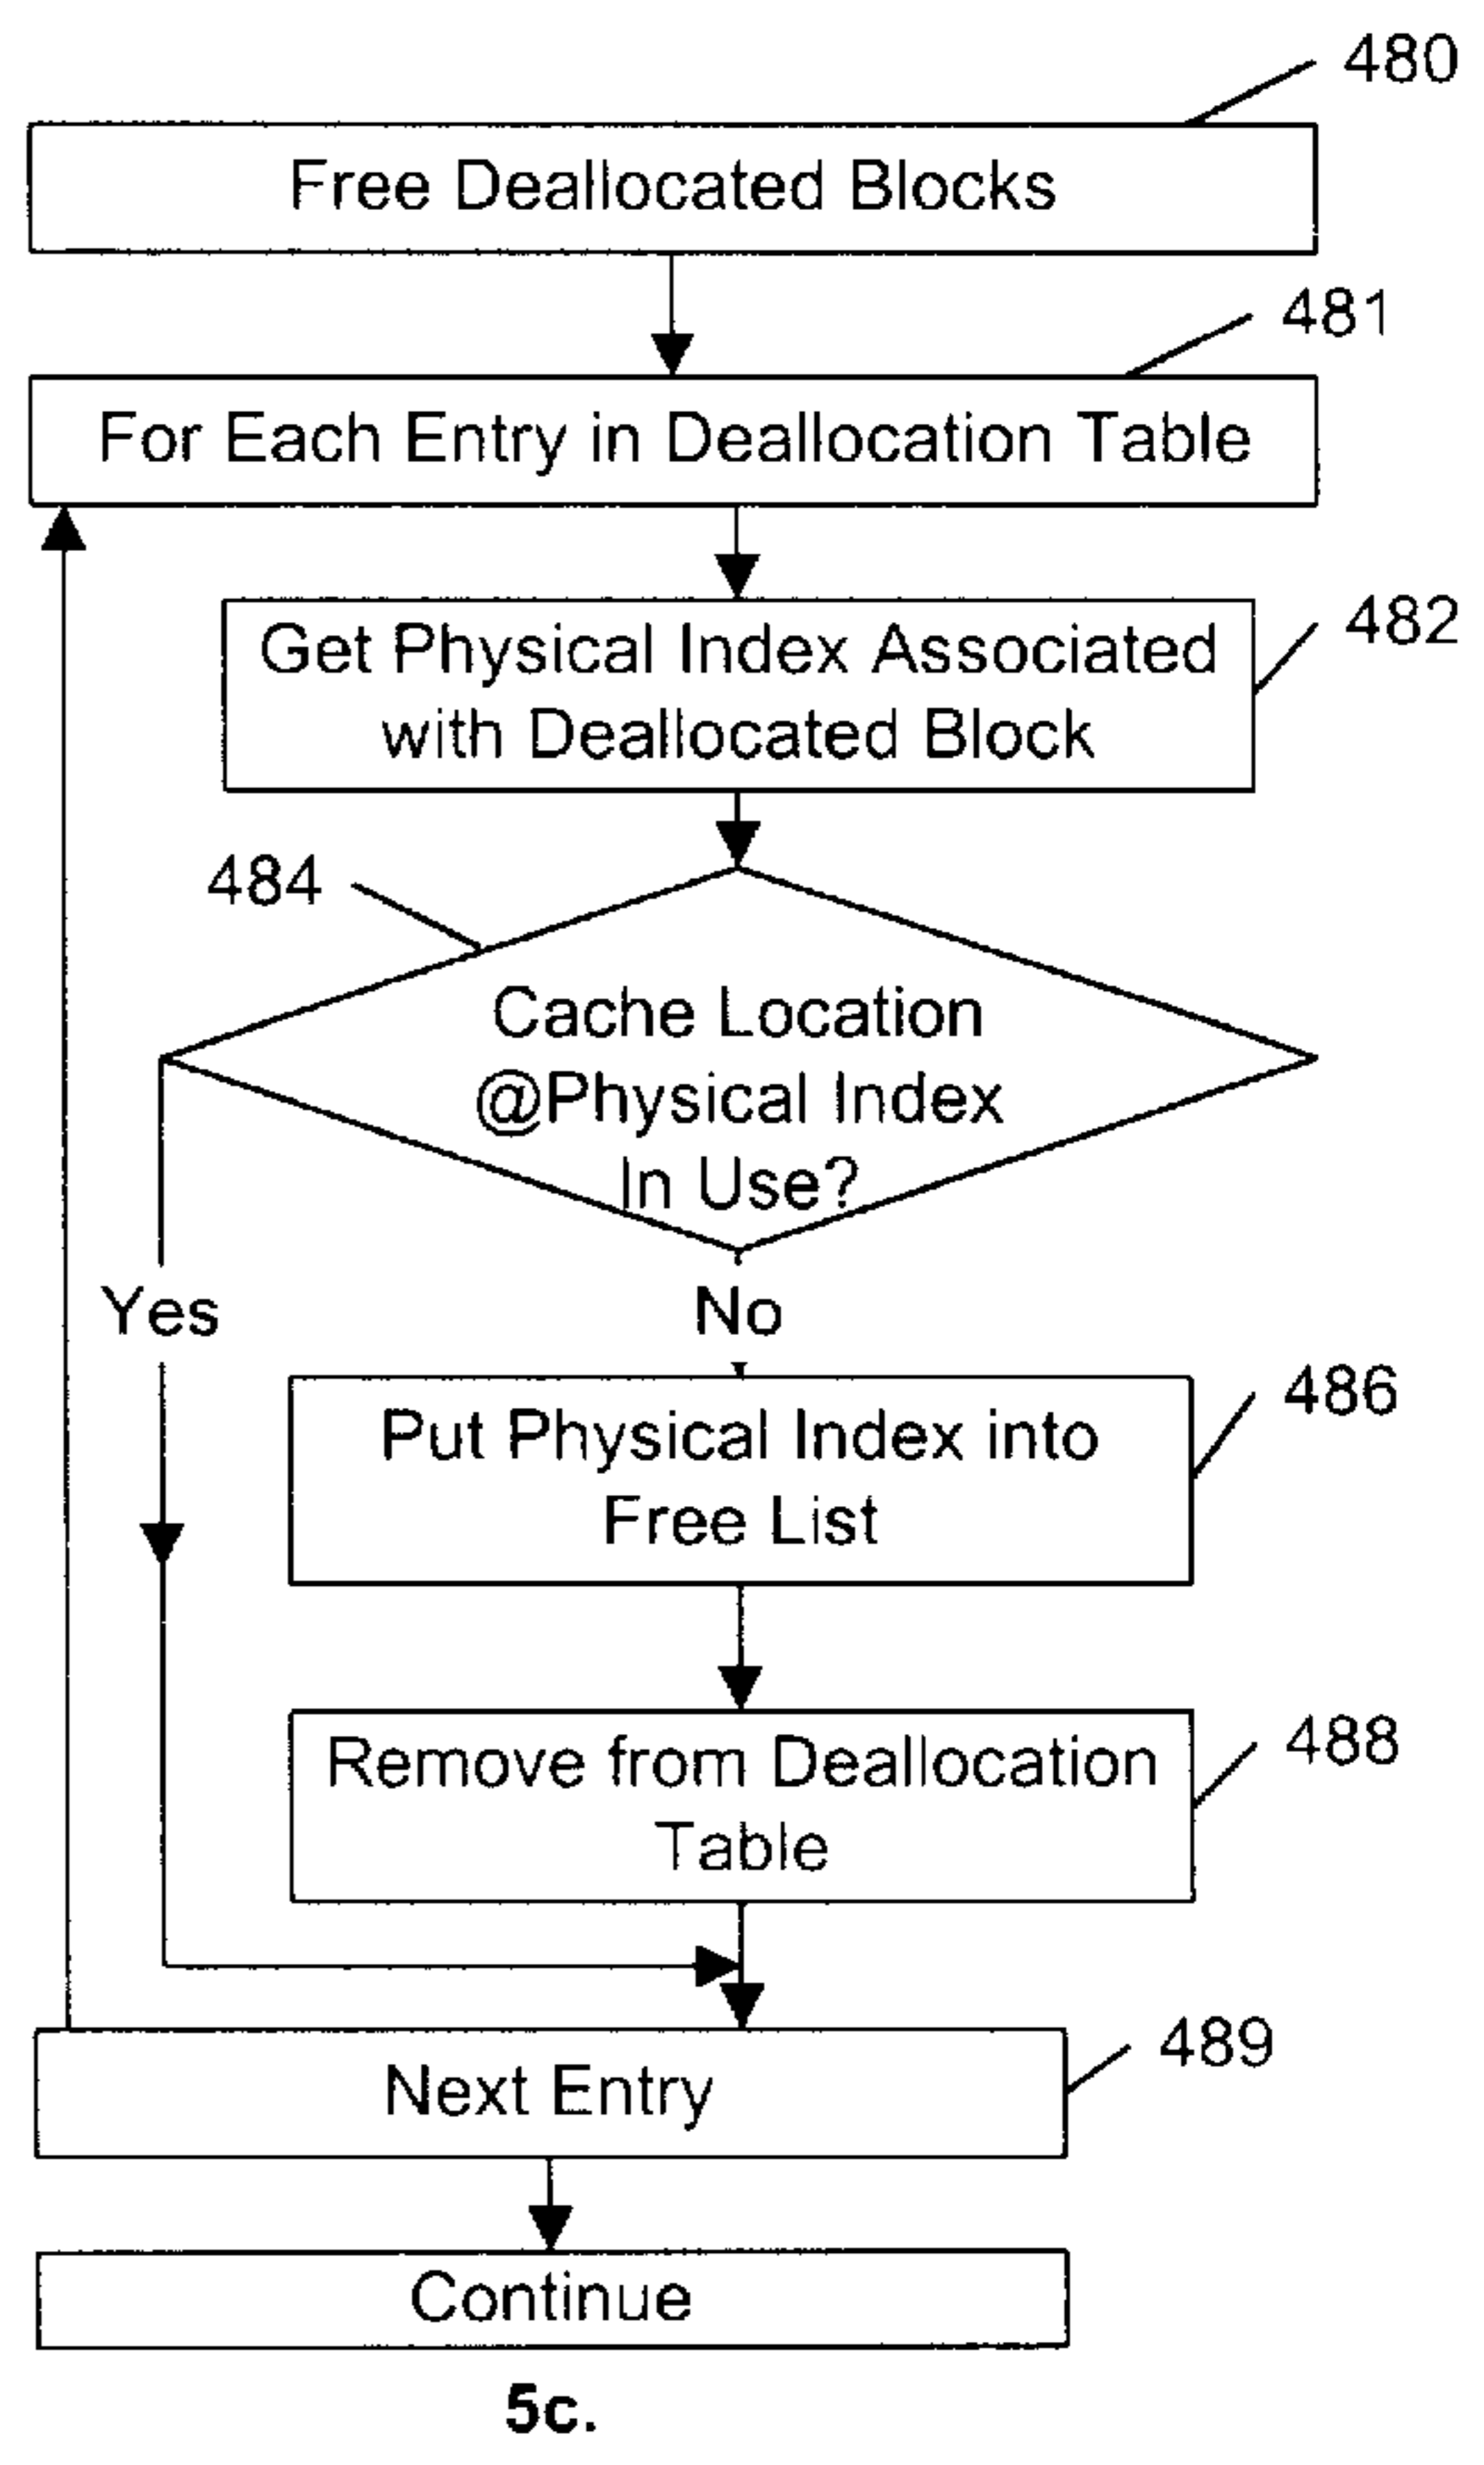 480
Free Deallocated Blocks
481
For Each Entry in Deallocation Table
482
Get Physical Index Associated
with Deallocated Block
484
Cache Location
@Physical Index
In Use?
Yes
No
486
Put Physical Index into
Free List
488
Remove from Deallocation
Table
489
Next Entry
Continue
5c.